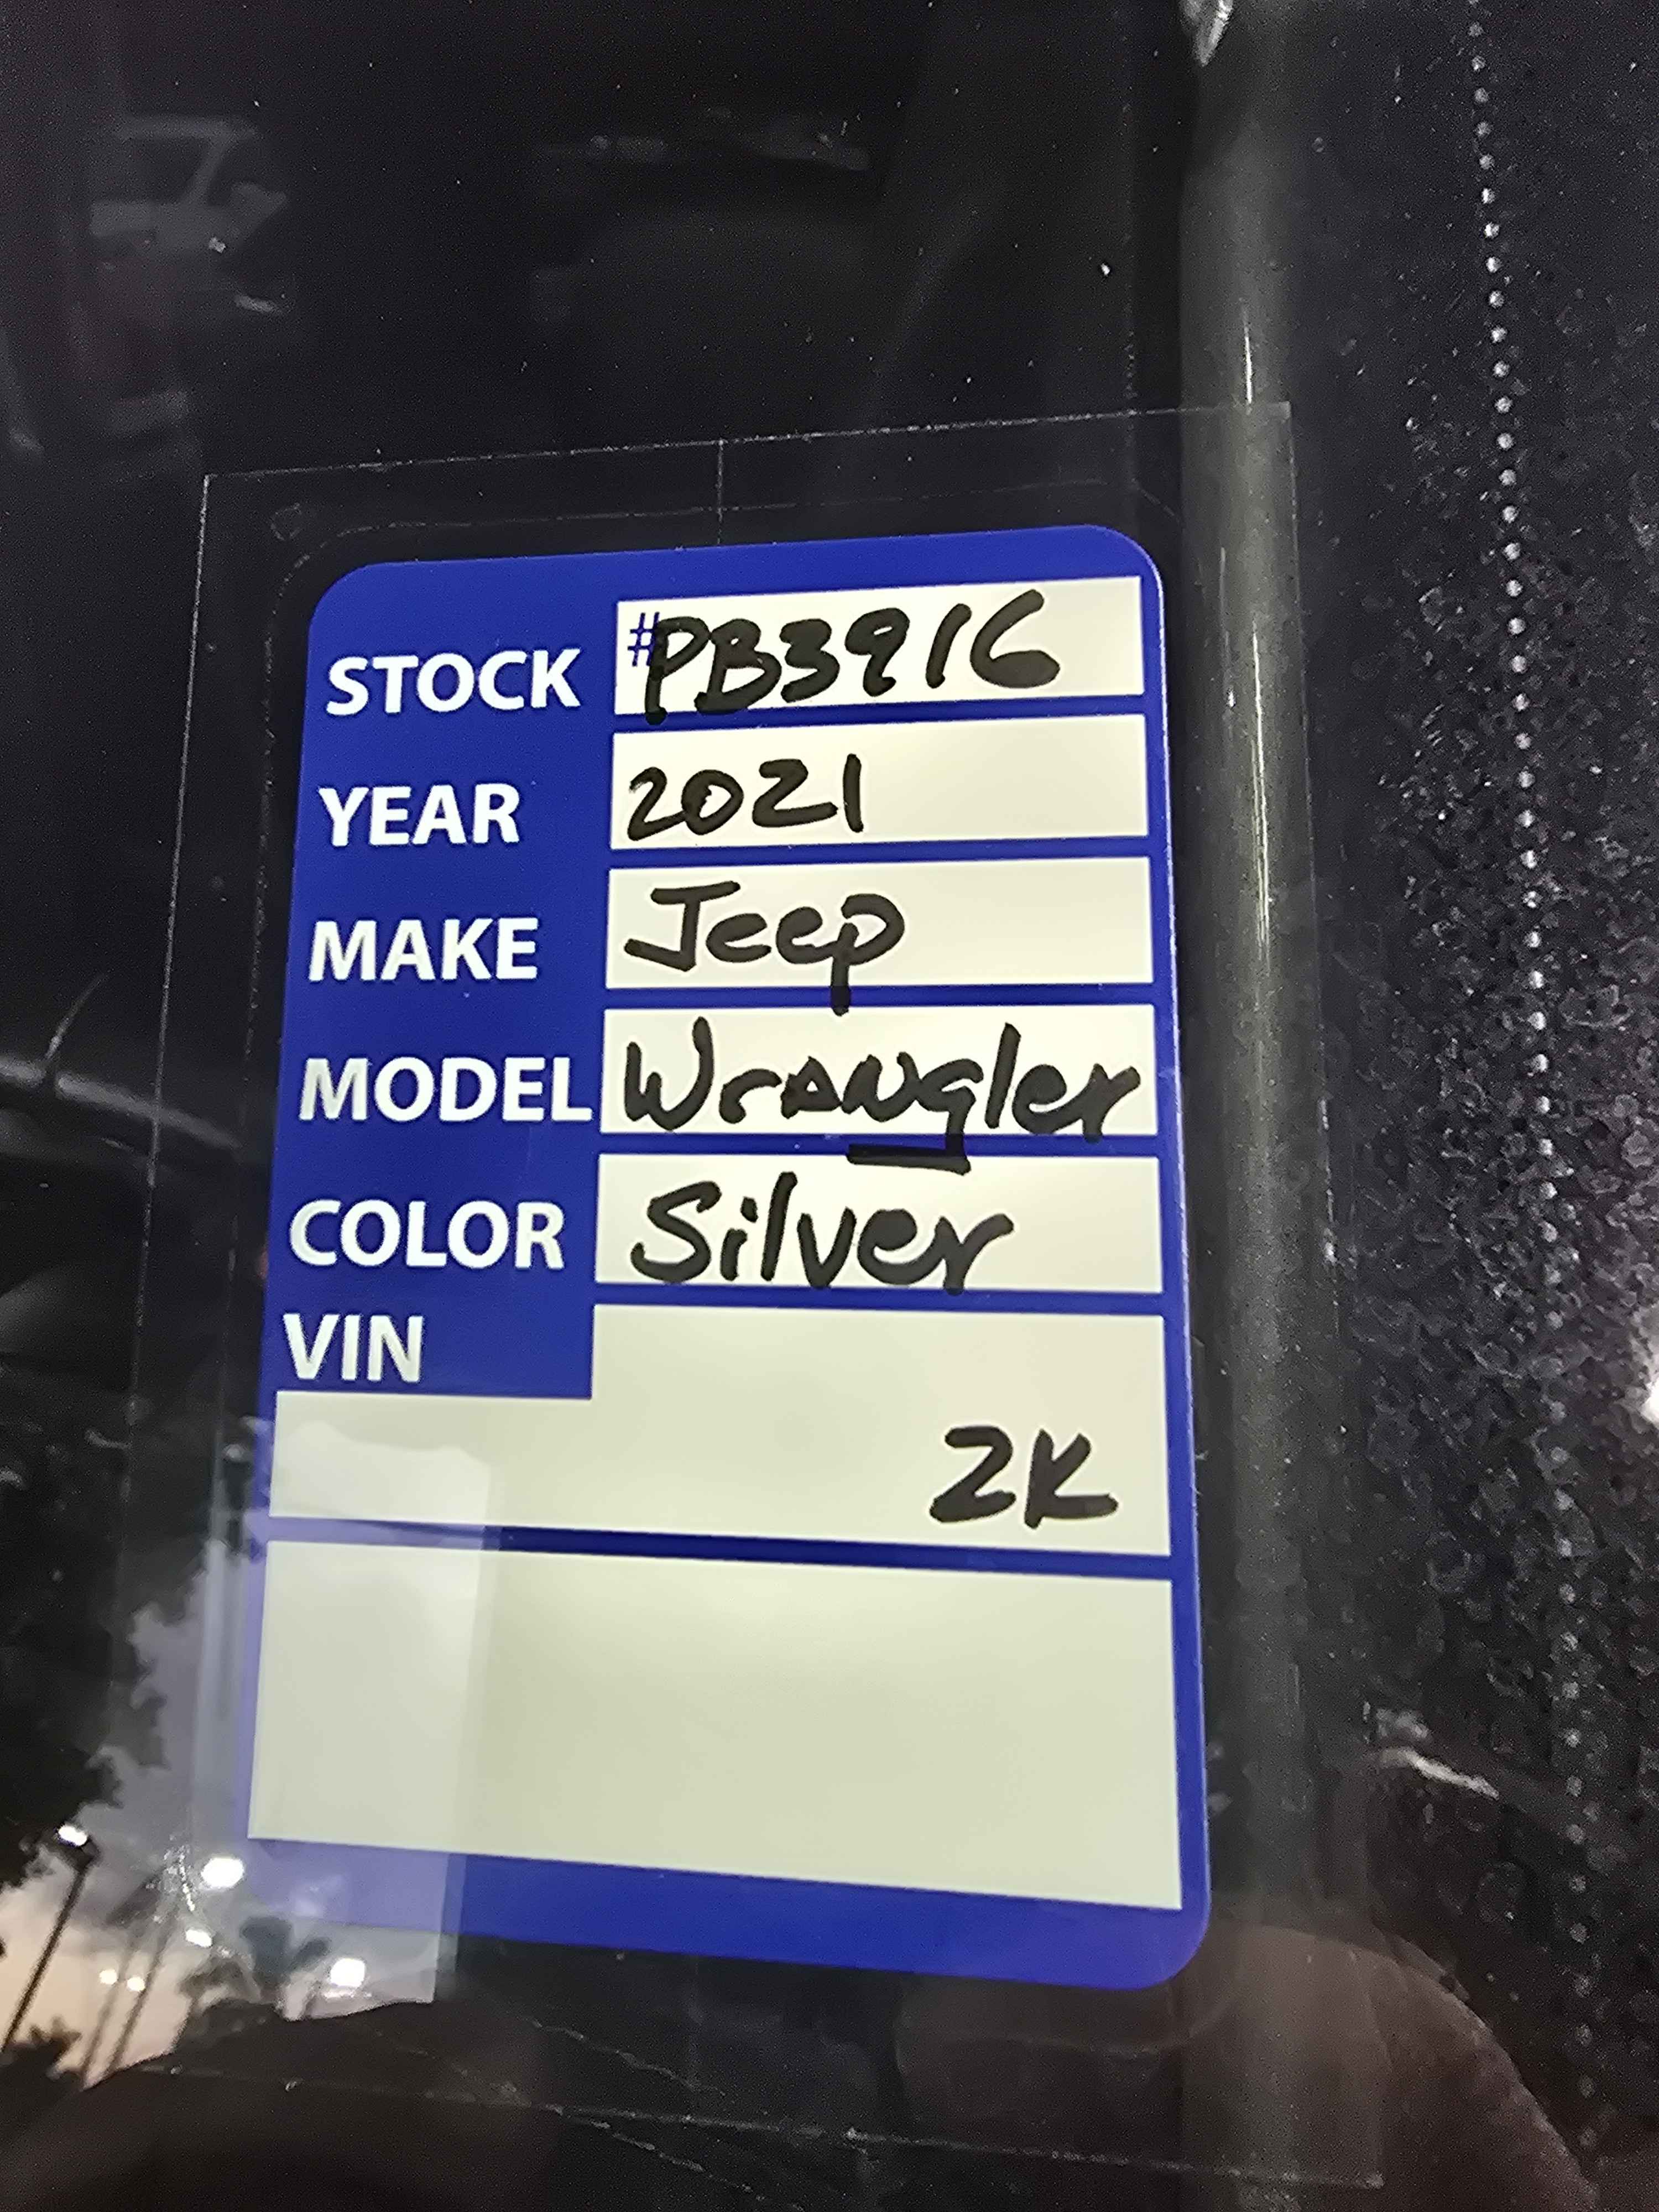 STOCK #PB3916
YEAR 2021
MAKE Jeep
MODEL Wrangler
COLOR Silver
VIN
2K